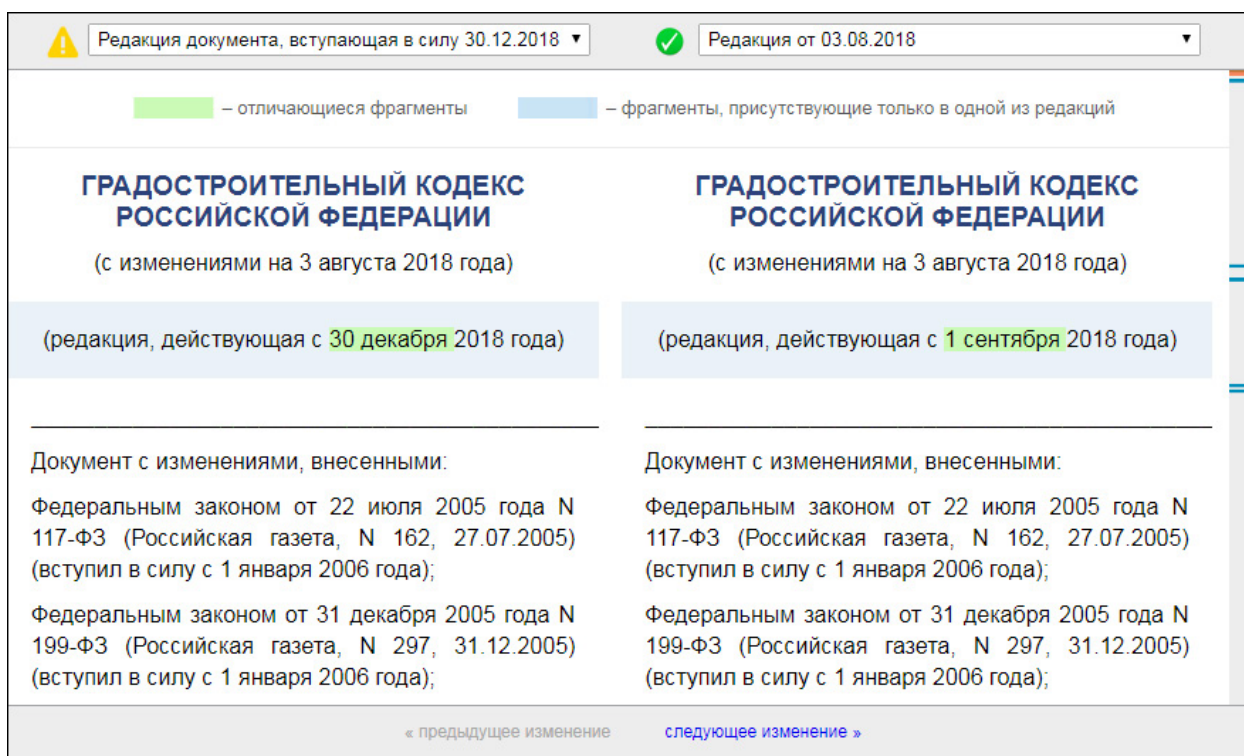 Редакция документа, вступающая в силу 30.12.2018
Редакция от 03.08.2018
– отличающиеся фрагменты
– фрагменты, присутствующие только в одной из редакций
ГРАДОСТРОИТЕЛЬНЫЙ КОДЕКС
РОССИЙСКОЙ ФЕДЕРАЦИИ
(с изменениями на 3 августа 2018 года)
(редакция, действующая с 30 декабря 2018 года)
Документ с изменениями, внесенными:
Федеральным законом от 22 июля 2005 года N
117-ФЗ (Российская газета, N 162, 27.07.2005)
(вступил в силу с 1 января 2006 года);
Федеральным законом от 31 декабря 2005 года N
199-ФЗ (Российская газета, N 297, 31.12.2005)
(вступил в силу с 1 января 2006 года);
ГРАДОСТРОИТЕЛЬНЫЙ КОДЕКС
РОССИЙСКОЙ ФЕДЕРАЦИИ
(с изменениями на 3 августа 2018 года)
(редакция, действующая с 1 сентября 2018 года)
Документ с изменениями, внесенными:
Федеральным законом от 22 июля 2005 года N
117-ФЗ (Российская газета, N 162, 27.07.2005)
(вступил в силу с 1 января 2006 года);
Федеральным законом от 31 декабря 2005 года N
199-ФЗ (Российская газета, N 297, 31.12.2005)
(вступил в силу с 1 января 2006 года);
« предыдущее изменение
следующее изменение »